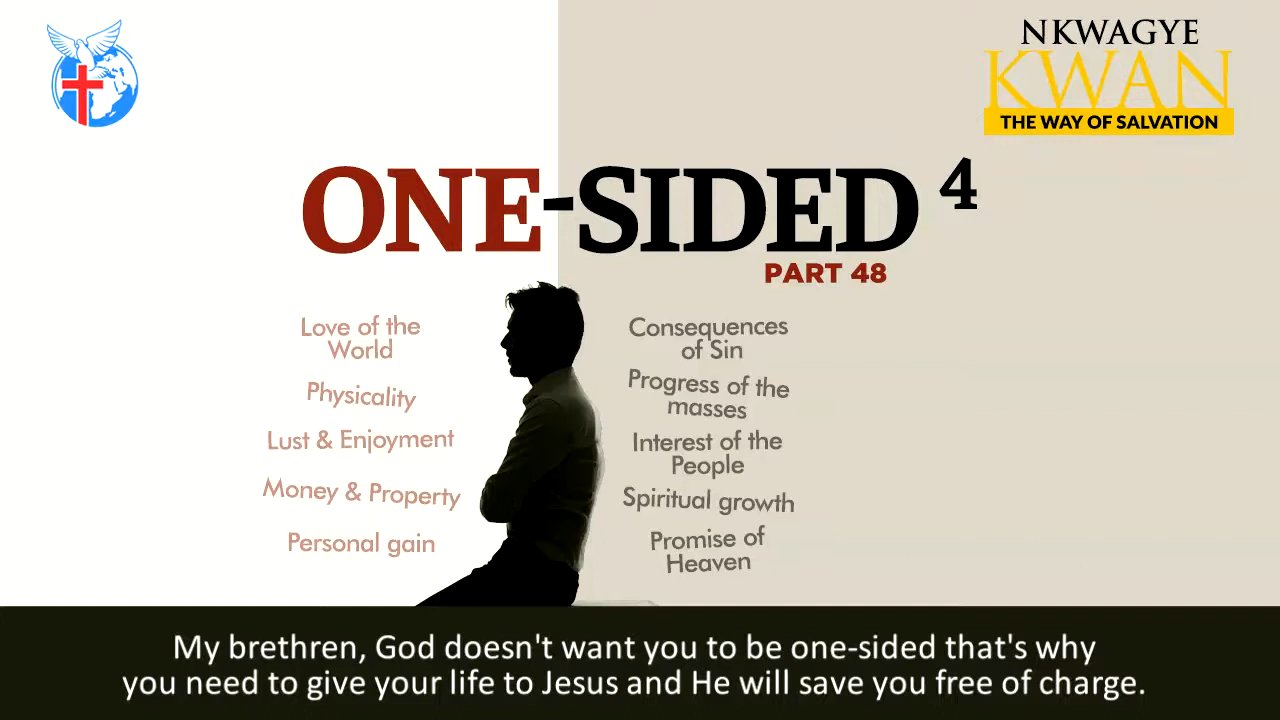 NKWAGYE
KWAN
THE WAY OF SALVATION
ONE-SIDED 4
PART 48
Love of the
World
Physicality
Lust & Enjoyment
Money & Property
Personal gain
Consequences
of Sin
Progress of the
masses
Interest of the
People
Spiritual growth
Promise of
Heaven
My brethren, God doesn't want you to be one-sided that's why
you need to give your life to Jesus and He will save you free of charge.